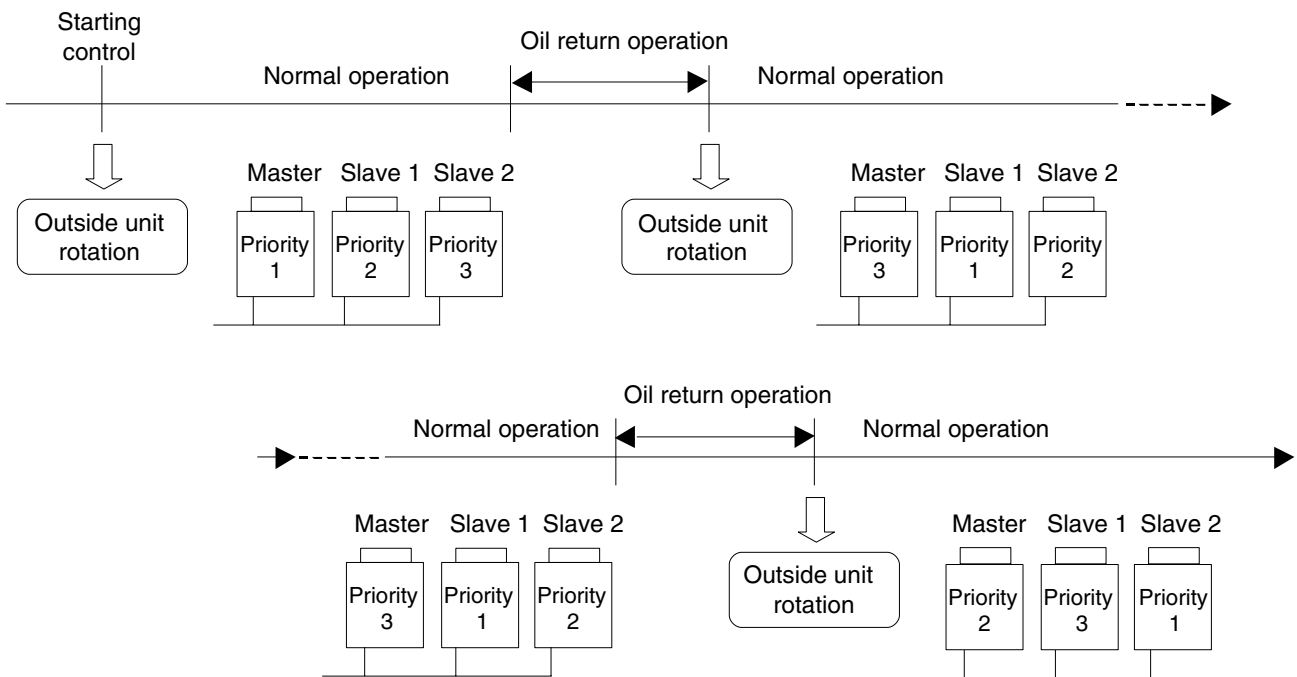 Starting
control
Oil return operation
Normal operation
Normal operation
Master Slave 1 Slave 2
Master Slave 1 Slave 2
Outside unit
rotation
Priority
1
Priority
2
Priority
3
Outside unit
rotation
Priority
3
Priority
1
Priority
2
Oil return operation
Normal operation
Normal operation
Master Slave 1 Slave 2
Master Slave 1 Slave 2
Priority
3
Priority
1
Priority
2
Outside unit
rotation
Priority
2
Priority
3
Priority
1